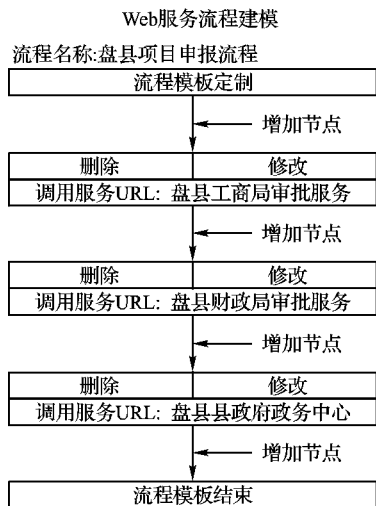 Web服务流程建模
流程名称:盘县项目申报流程
流程模板定制
增加节点
删除 修改
调用服务URL: 盘县工商局审批服务
增加节点
删除 修改
调用服务URL: 盘县财政局审批服务
增加节点
删除 修改
调用服务URL: 盘县县政府政务中心
增加节点
流程模板结束